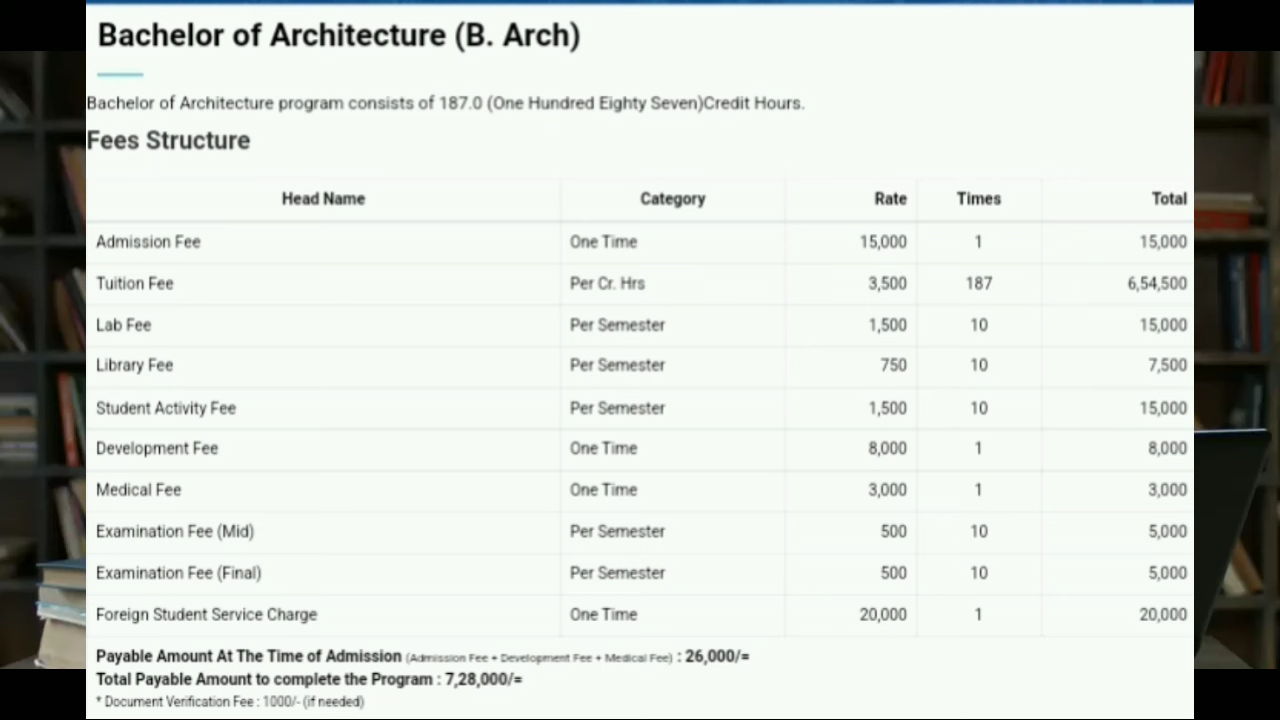 Bachelor of Architecture (B. Arch)
Bachelor of Architecture program consists of 187.0 (One Hundred Eighty Seven)Credit Hours.
Fees Structure
Head Name Category Rate Times Total
Admission Fee One Time 15,000 1 15,000
Tuition Fee Per Cr. Hrs 3,500 187 6,54,500
Lab Fee Per Semester 1,500 10 15,000
Library Fee Per Semester 750 10 7,500
Student Activity Fee Per Semester 1,500 10 15,000
Development Fee One Time 8,000 1 8,000
Medical Fee One Time 3,000 1 3,000
Examination Fee (Mid) Per Semester 500 10 5,000
Examination Fee (Final) Per Semester 500 10 5,000
Foreign Student Service Charge One Time 20,000 1 20,000
Payable Amount At The Time of Admission (Admission Fee + Development Fee + Medical Fee) : 26,000/=
Total Payable Amount to complete the Program : 7,28,000/=
* Document Verification Fee : 1000/- (if needed)